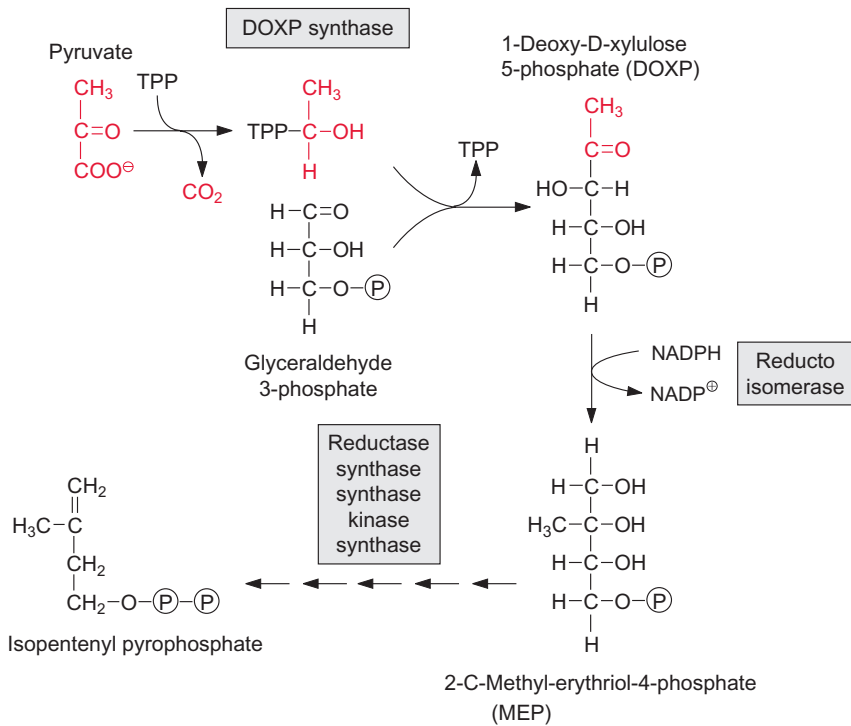 DOXP synthase
Pyruvate
TPP
CH3
C=O
COO⊖
CO2
CH3
TPP–C–OH
H
H–C=O
H–C–OH
H–C–O–P
H
Glyceraldehyde
3-phosphate
TPP
1-Deoxy-D-xylulose
5-phosphate (DOXP)
CH3
C=O
HO–C–H
H–C–OH
H–C–O–P
H
NADPH
NADP⊕
Reducto
isomerase
H
H–C–OH
H3C–C–OH
H–C–OH
H–C–O–P
H
2-C-Methyl-erythriol-4-phosphate
(MEP)
Reductase
synthase
synthase
kinase
synthase
CH2
H3C–C
CH2
CH2–O–P–P
Isopentenyl pyrophosphate